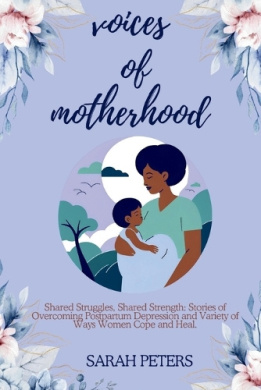 voices
of
motherhood
Shared Struggles, Shared Strength: Stories of
Overcoming Postpartum Depression and Variety of
Ways Women Cope and Heal.
SARAH PETERS